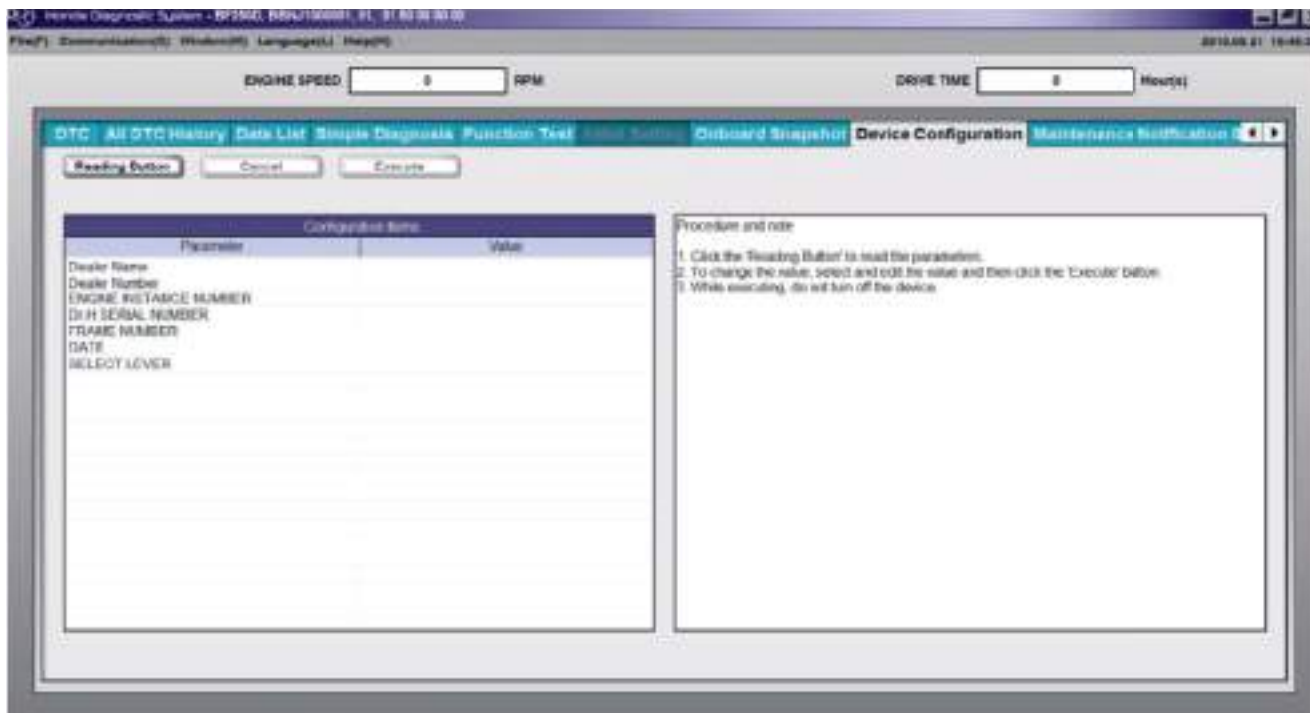 Honda Diagnostic System - BF250D, BBNJ1000001, 01,
File(F) Communication(S) Window(W) Language(L) Help(H)
ENGINE SPEED 0 RPM DRIVE TIME 0 Hour(s)
DTC All DTC History Data List Simple Diagnosis Function Test Onboard Snapshot Device Configuration Maintenance Notification
Reading Button Cancel Execute
Configuration Items
Parameter Value
Dealer Name
Dealer Number
ENGINE INSTANCE NUMBER
SERIAL NUMBER
FRAME NUMBER
DATE
SELECT LEVER
Procedure and note
1. Click the 'Reading Button' to read the parameters.
2. To change the value, select and edit the value and then click the 'Execute' button
3. While executing, do not turn off the device.